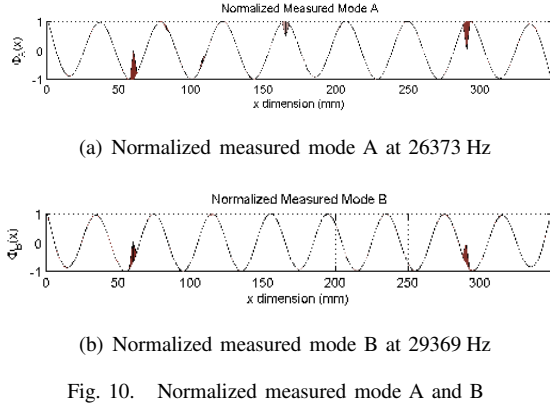 Normalized Measured Mode A
Φ_A(x)
1
0
-1
0 50 100 150 200 250 300
x dimension (mm)
(a) Normalized measured mode A at 26373 Hz
Normalized Measured Mode B
Φ_b(x)
1
0
-1
0 50 100 150 200 250 300
x dimension (mm)
(b) Normalized measured mode B at 29369 Hz
Fig. 10. Normalized measured mode A and B